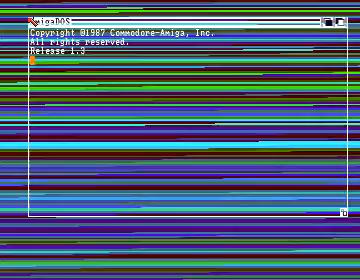 AmigaDOS
Copyright ©1987 Commodore-Amiga, Inc.
All rights reserved.
Release 1.3